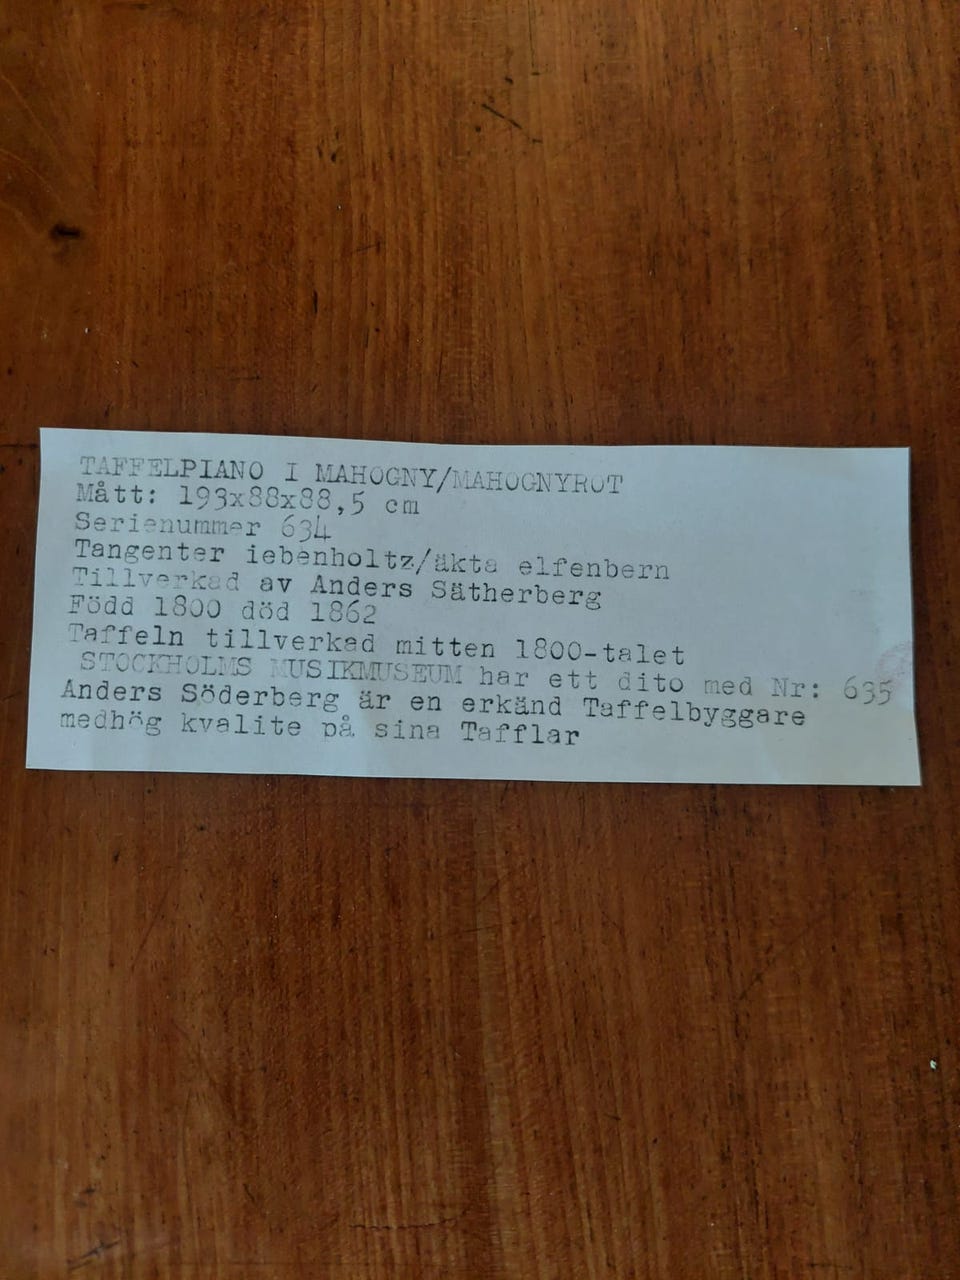 TAFFELPIANO I MAHOGNY/MAHOGNYROT
Mått: 193x88x88,5 cm
Serienummer 634
Tangenter iebenholtz/äkta elfenbern
Tillverkad av Anders Sätherberg
Född 1800 död 1862
Taffeln tillverkad mitten 1800-talet
STOCKHOLMS MUSIKMUSEUM har ett dito med Nr: 635
Anders Söderberg är en erkänd Taffelbyggare
medhög kvalite på sina Tafflar